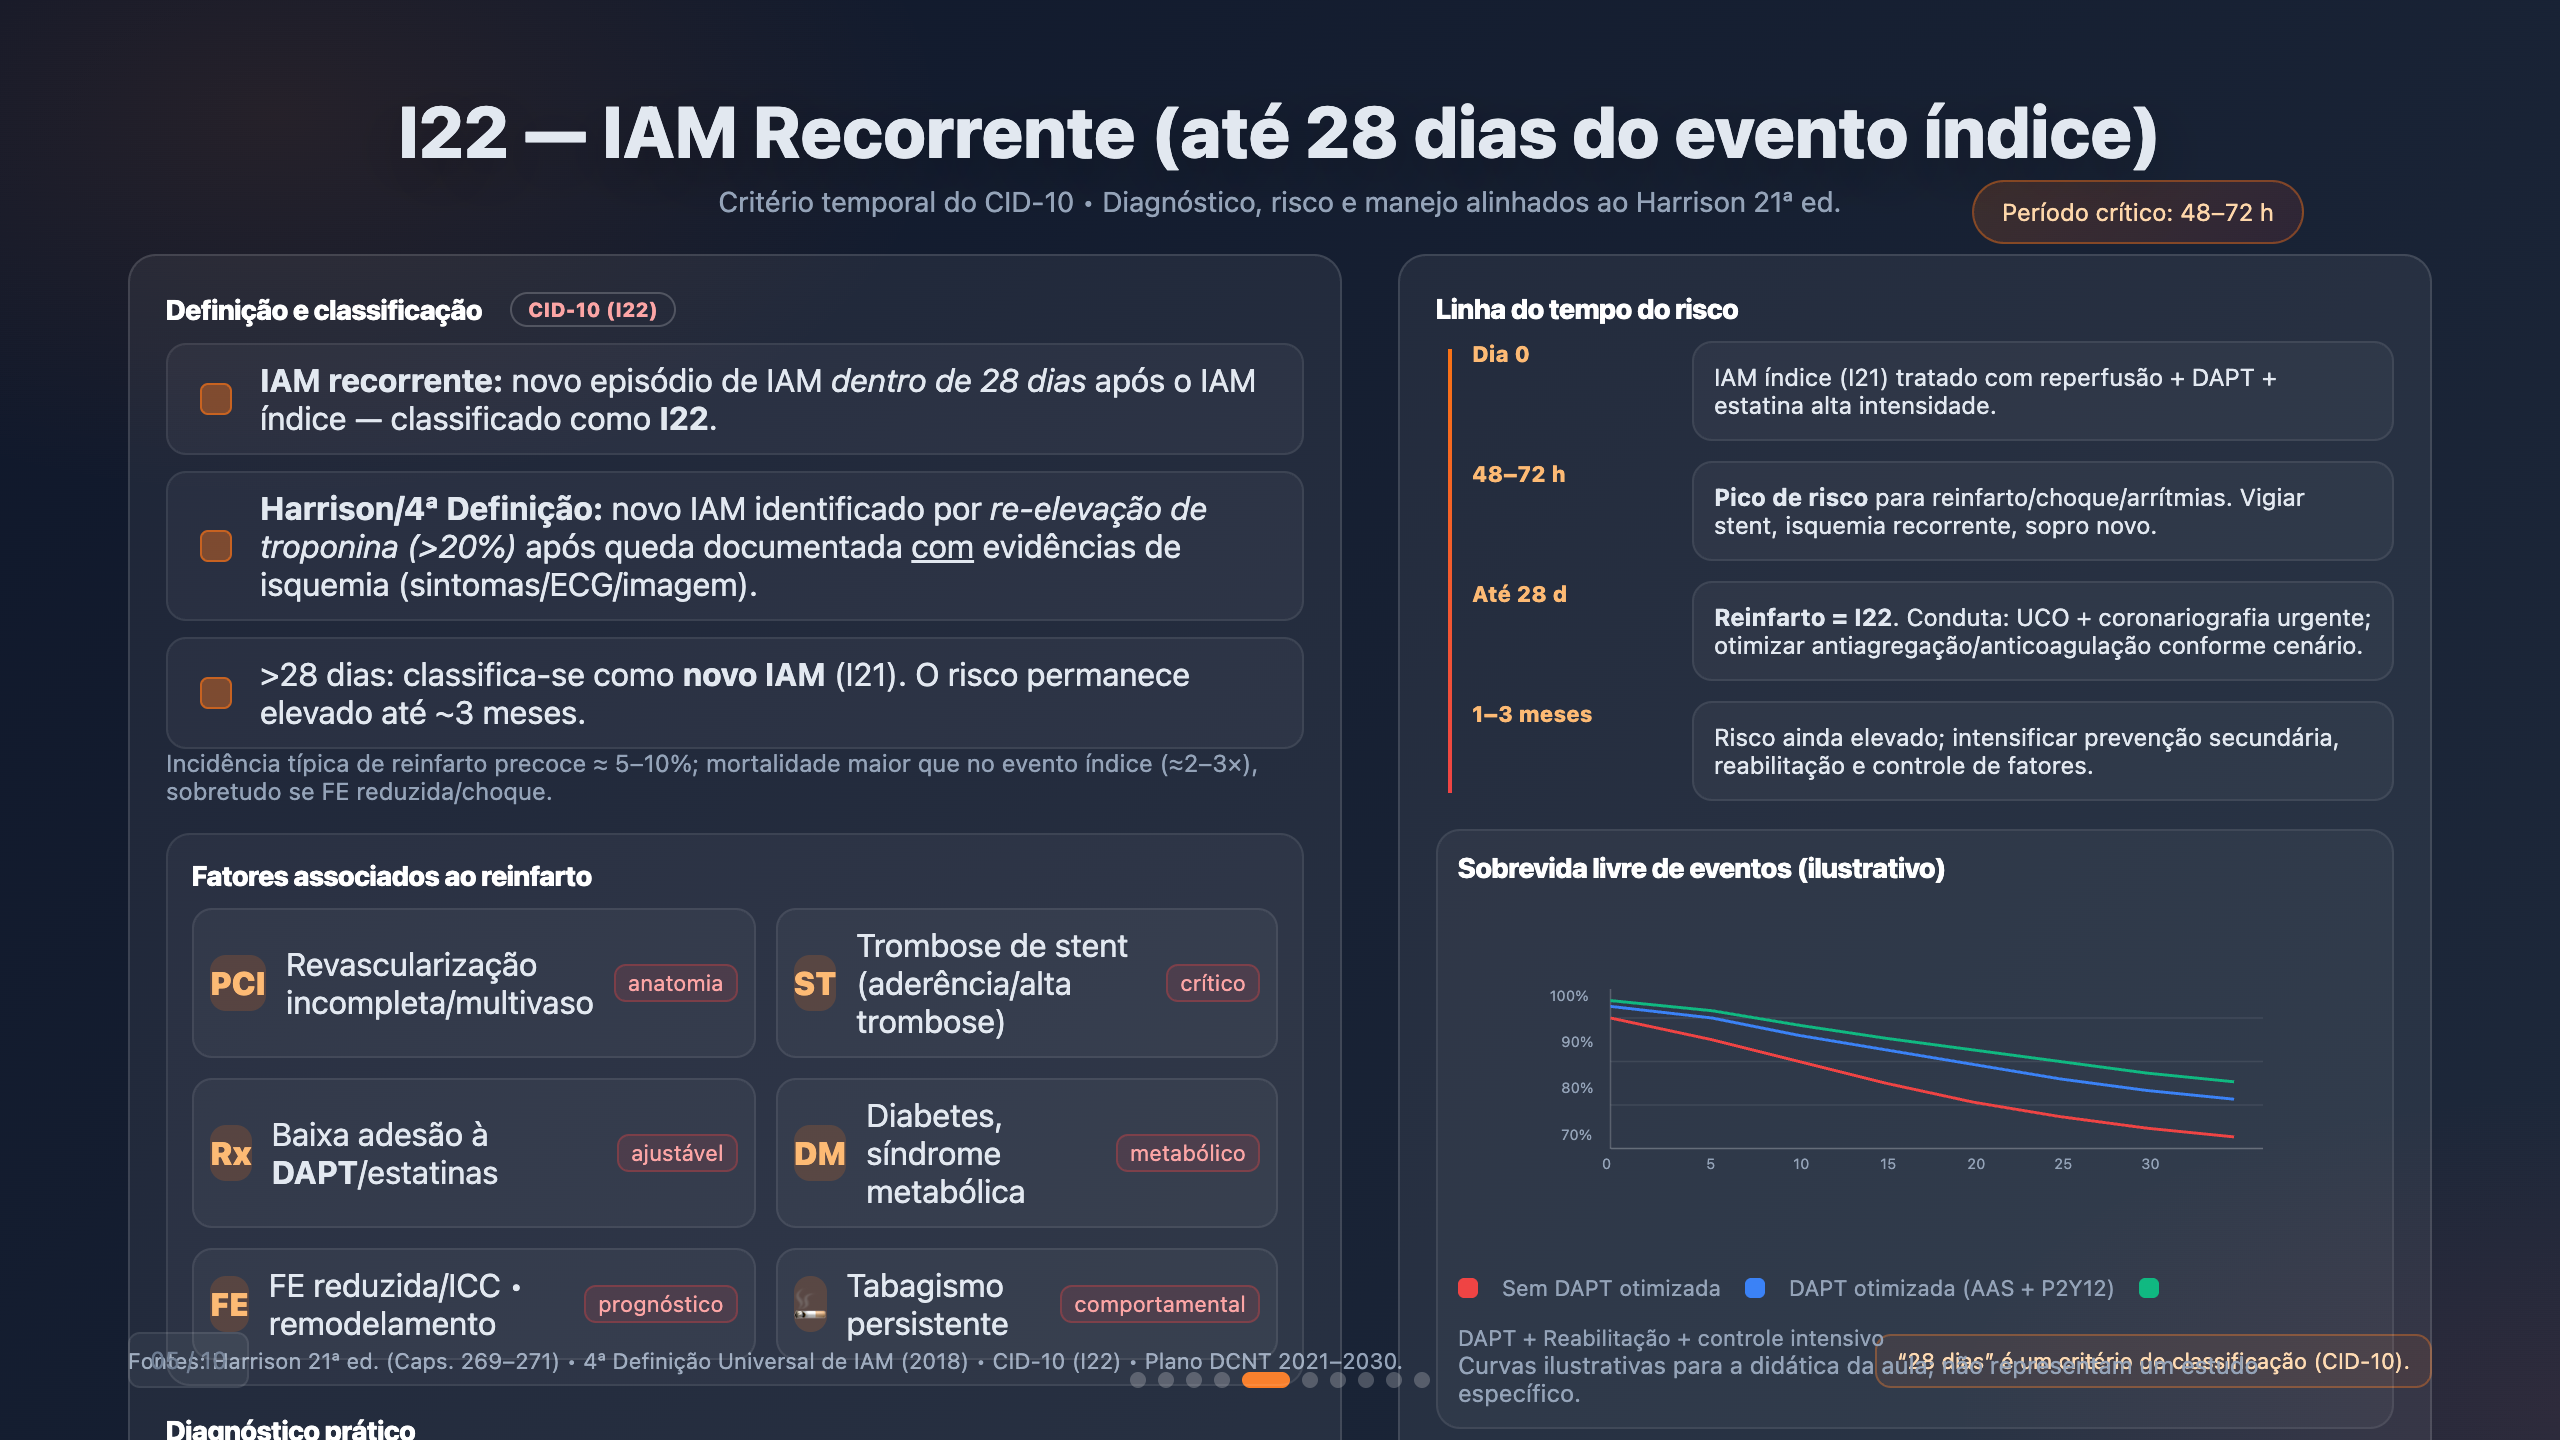 I22 — IAM Recorrente (até 28 dias do evento índice)
Critério temporal do CID-10 • Diagnóstico, risco e manejo alinhados ao Harrison 21ª ed.
Período crítico: 48–72 h
Definição e classificação
CID-10 (I22)
IAM recorrente: novo episódio de IAM dentro de 28 dias após o IAM
índice — classificado como I22.
Harrison/4ª Definição: novo IAM identificado por re-elevação de
troponina (>20%) após queda documentada com evidências de
isquemia (sintomas/ECG/imagem).
>28 dias: classifica-se como novo IAM (I21). O risco permanece
elevado até ~3 meses.
Incidência típica de reinfarto precoce ≈ 5–10%; mortalidade maior que no evento índice (≈2–3×),
sobretudo se FE reduzida/choque.
Fatores associados ao reinfarto
PCI
Revascularização
incompleta/multivaso
anatomia
ST
Trombose de stent
(aderência/alta
trombose)
crítico
Rx
Baixa adesão à
DAPT/estatinas
ajustável
DM
Diabetes,
síndrome
metabólica
metabólico
FE
FE reduzida/ICC •
remodelamento
prognóstico
Tabagismo
persistente
comportamental
Fontes: Harrison 21ª ed. (Caps. 269–271) • 4ª Definição Universal de IAM (2018) • CID-10 (I22) • Plano DCNT 2021–2030.
Diagnóstico prático
Linha do tempo do risco
Dia 0
IAM índice (I21) tratado com reperfusão + DAPT +
estatina alta intensidade.
48–72 h
Pico de risco para reinfarto/choque/arrítmias. Vigiar
stent, isquemia recorrente, sopro novo.
Até 28 d
Reinfarto = I22. Conduta: UCO + coronariografia urgente;
otimizar antiagregação/anticoagulação conforme cenário.
1–3 meses
Risco ainda elevado; intensificar prevenção secundária,
reabilitação e controle de fatores.
Sobrevida livre de eventos (ilustrativo)
100%
90%
80%
70%
0 5 10 15 20 25 30
Sem DAPT otimizada
DAPT otimizada (AAS + P2Y12)
DAPT + Reabilitação + controle intensivo
Curvas ilustrativas para a didática da aula; não representam um estudo
específico.
“28 dias” é um critério de classificação (CID-10).